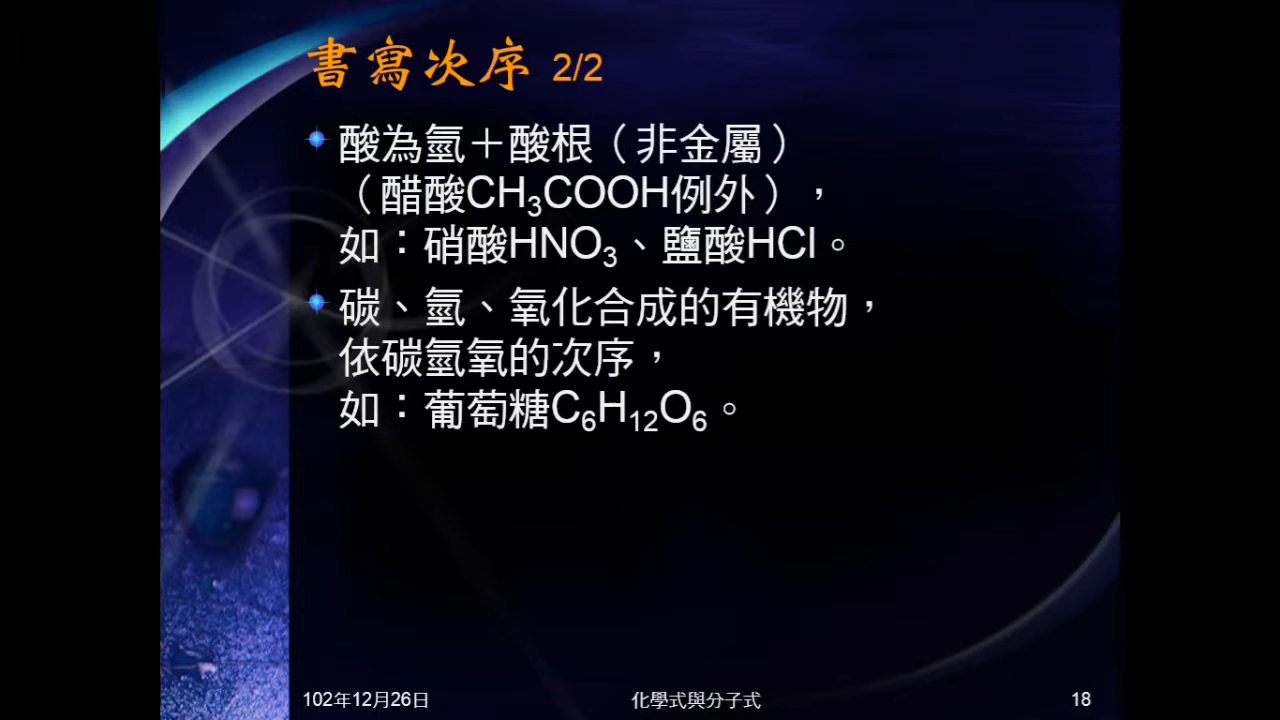 書寫次序 2/2
酸為氫＋酸根（非金屬）
（醋酸CH₃COOH例外），
如：硝酸HNO₃、鹽酸HCl。
碳、氫、氧化合成的有機物，
依碳氫氧的次序，
如：葡萄糖C₆H₁₂O₆。
102年12月26日
化學式與分子式
18